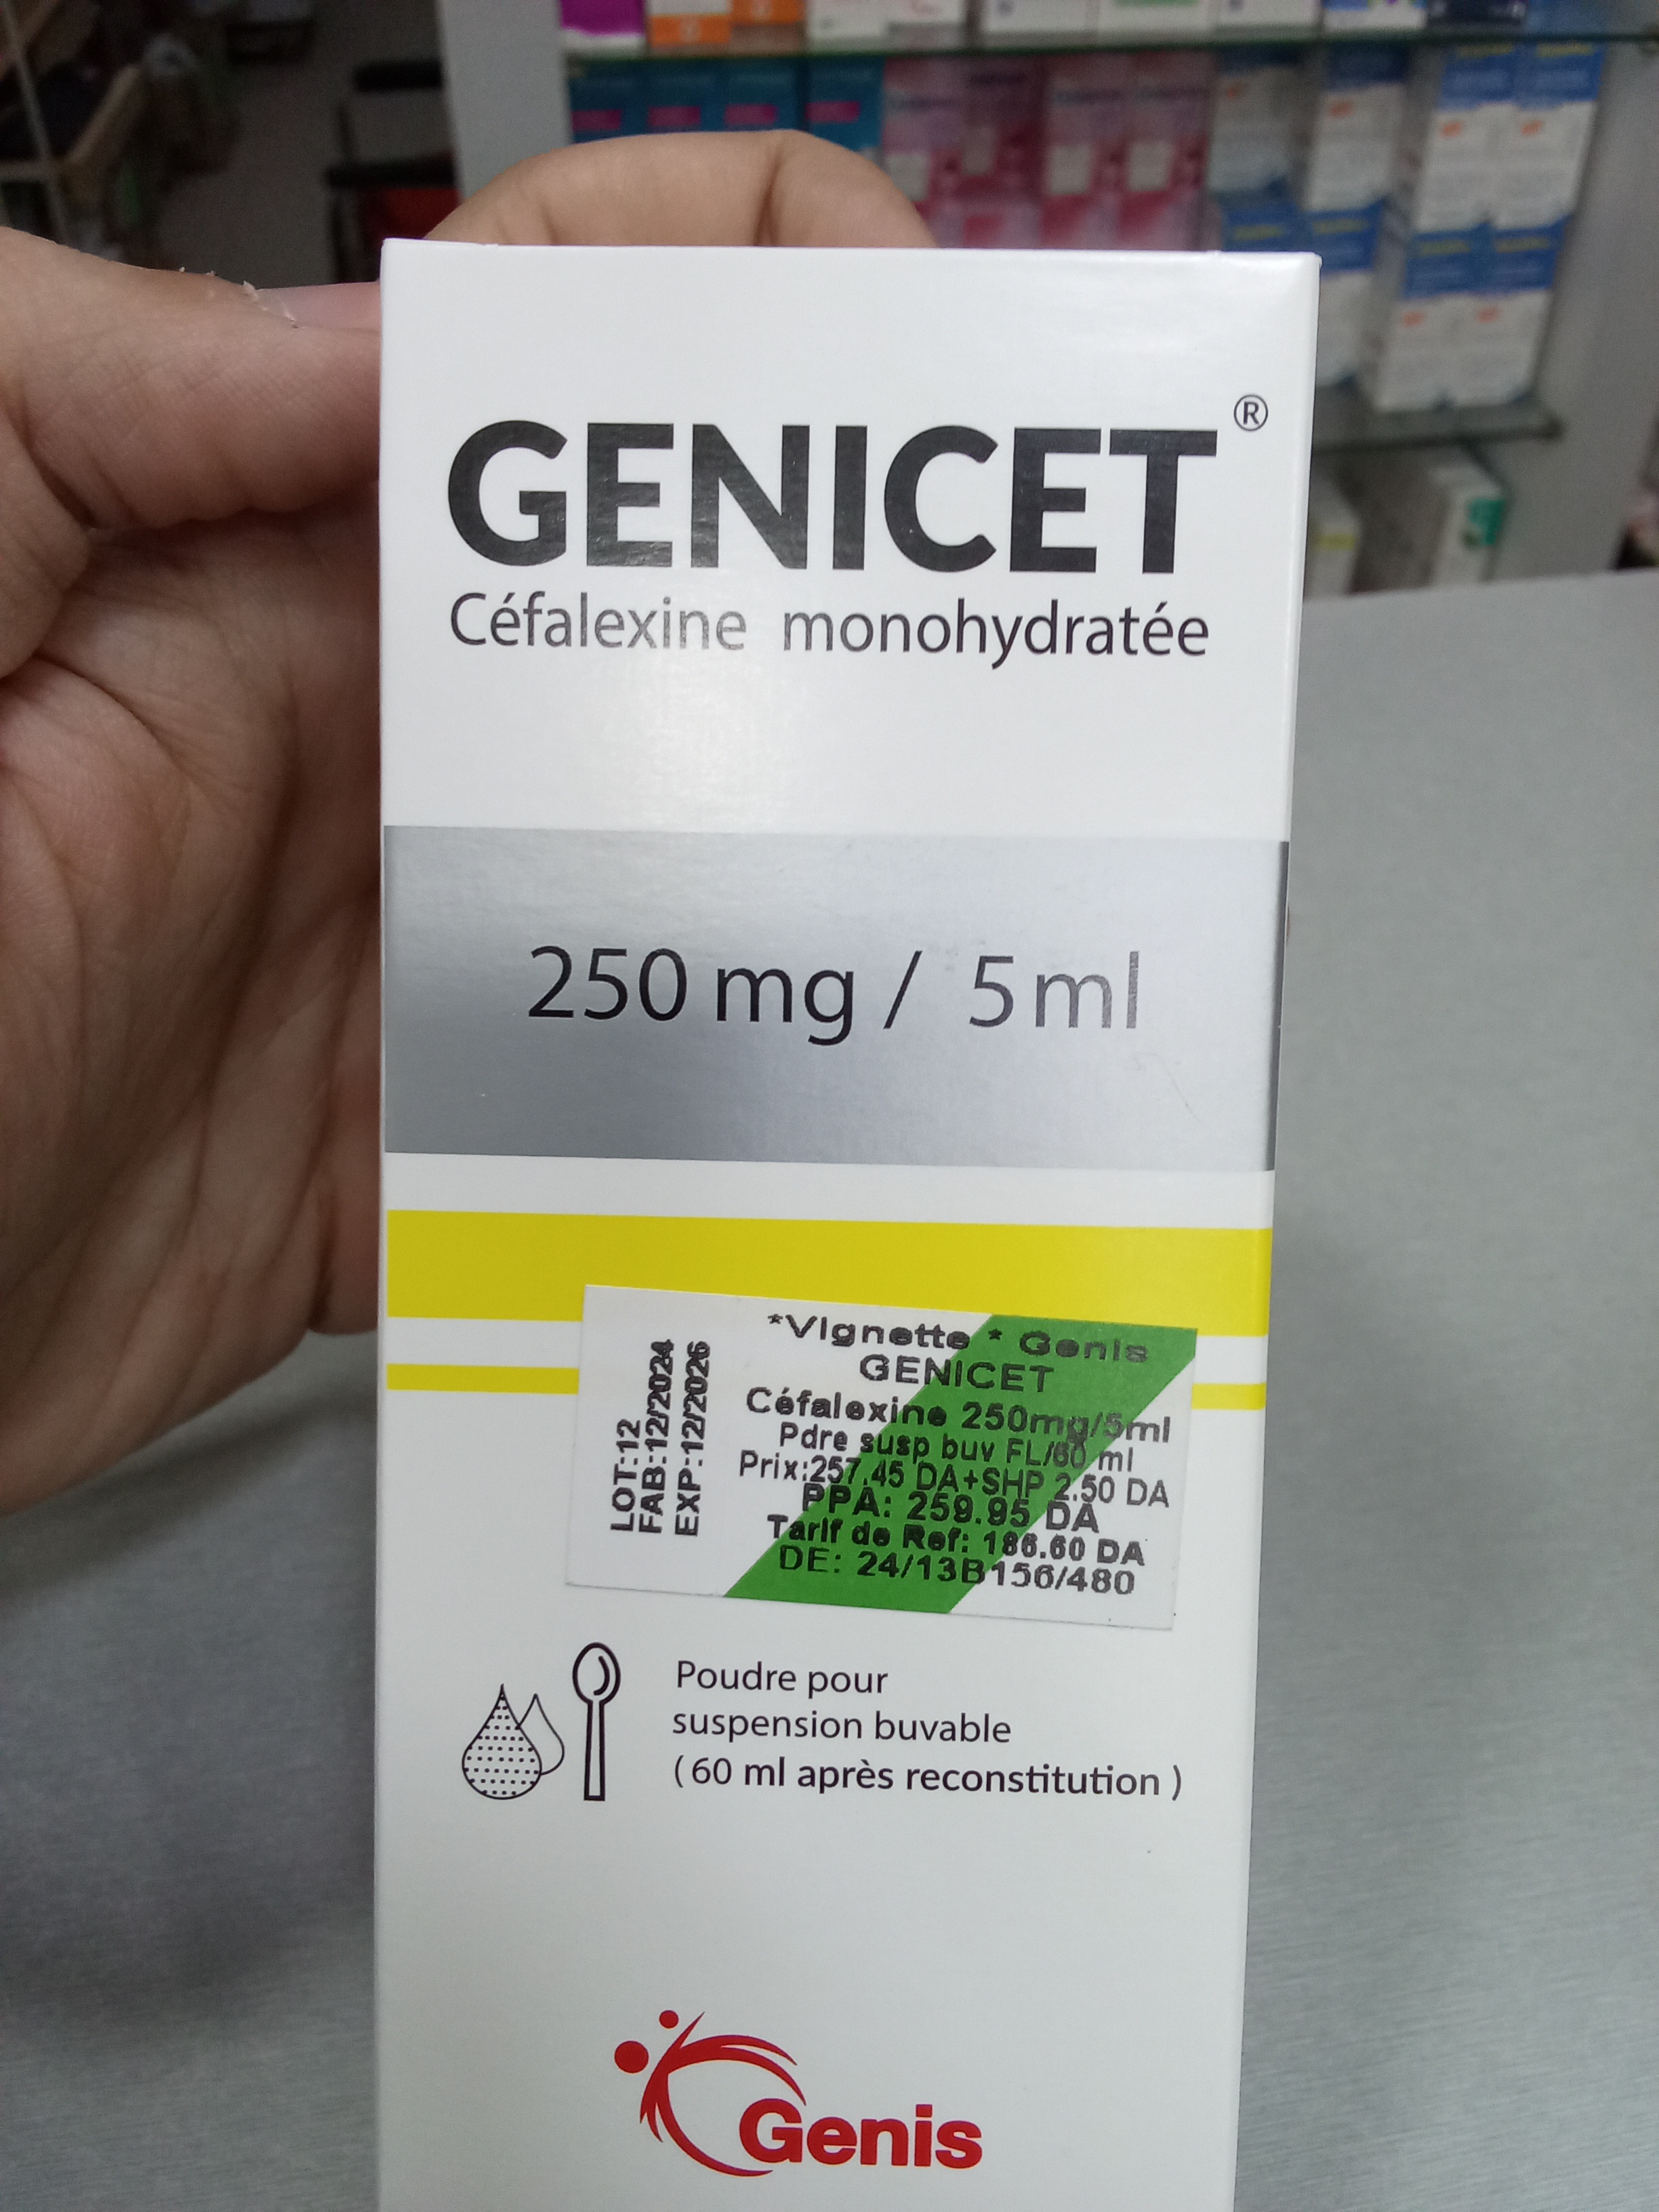 GENICET®
Céfalexine monohydratée
250 mg / 5 ml
LOT:12
FAB:12/2024
EXP:12/2026
*Vignette * Genis
GENICET
Céfalexine 250mg/5ml
Pdre susp buv FL/60 ml
Prix:257.45 DA+SHP 2.50 DA
PPA: 259.95 DA
Tarif de Ref: 186.60 DA
DE: 24/13B156/480
Poudre pour
suspension buvable
( 60 ml après reconstitution )
Genis